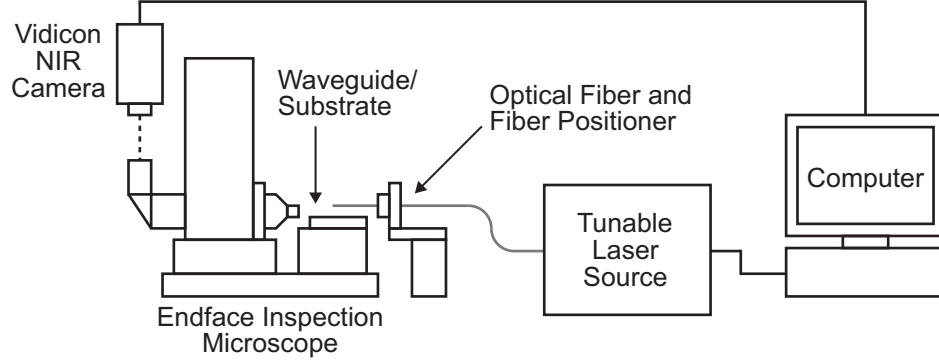 Vidicon
NIR
Camera
Waveguide/
Substrate
Optical Fiber and
Fiber Positioner
Computer
Tunable
Laser
Source
Endface Inspection
Microscope